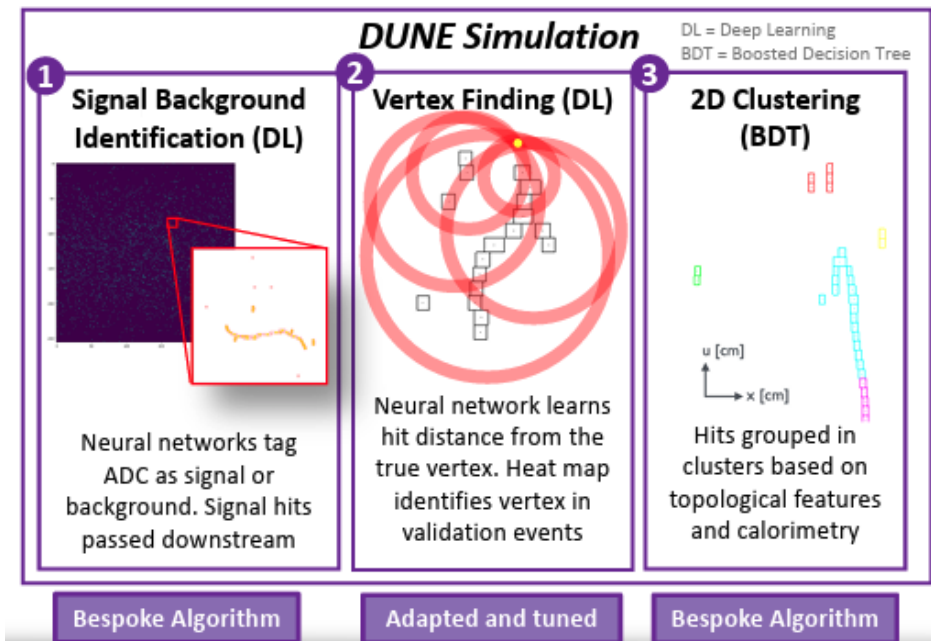 DUNE Simulation
DL = Deep Learning
BDT = Boosted Decision Tree
1
Signal Background
Identification (DL)
Neural networks tag
ADC as signal or
background. Signal hits
passed downstream
2
Vertex Finding (DL)
Neural network learns
hit distance from the
true vertex. Heat map
identifies vertex in
validation events
3
2D Clustering
(BDT)
u [cm]
x [cm]
Hits grouped in
clusters based on
topological features
and calorimetry
Bespoke Algorithm
Adapted and tuned
Bespoke Algorithm